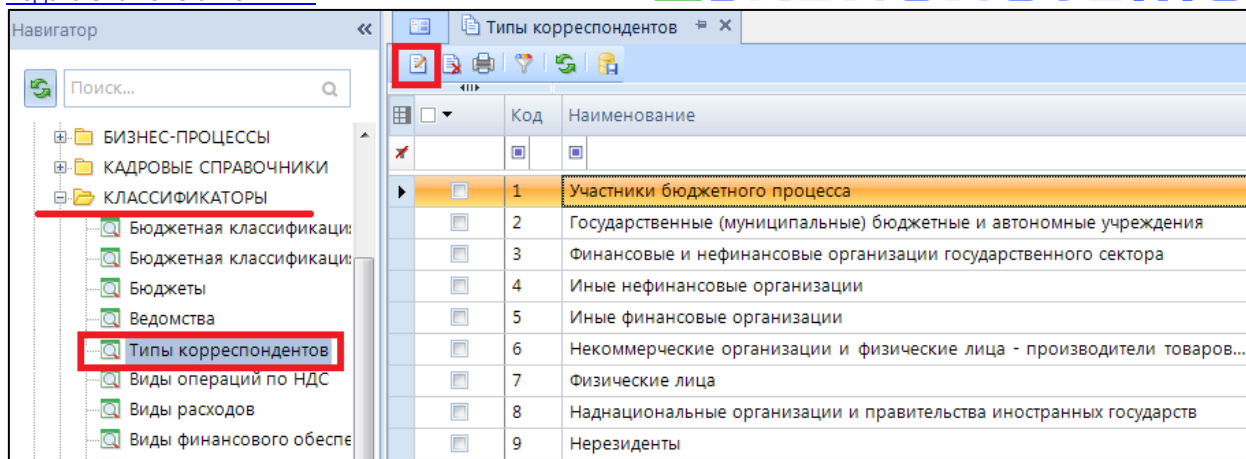 Навигатор
Типы корреспондентов
Поиск...
БИЗНЕС-ПРОЦЕССЫ
КАДРОВЫЕ СПРАВОЧНИКИ
КЛАССИФИКАТОРЫ
Бюджетная классификаци
Бюджетная классификаци
Бюджеты
Ведомства
Типы корреспондентов
Виды операций по НДС
Виды расходов
Виды финансового обеспе
Код Наименование
1 Участники бюджетного процесса
2 Государственные (муниципальные) бюджетные и автономные учреждения
3 Финансовые и нефинансовые организации государственного сектора
4 Иные нефинансовые организации
5 Иные финансовые организации
6 Некоммерческие организации и физические лица - производители товаров...
7 Физические лица
8 Наднациональные организации и правительства иностранных государств
9 Нерезиденты